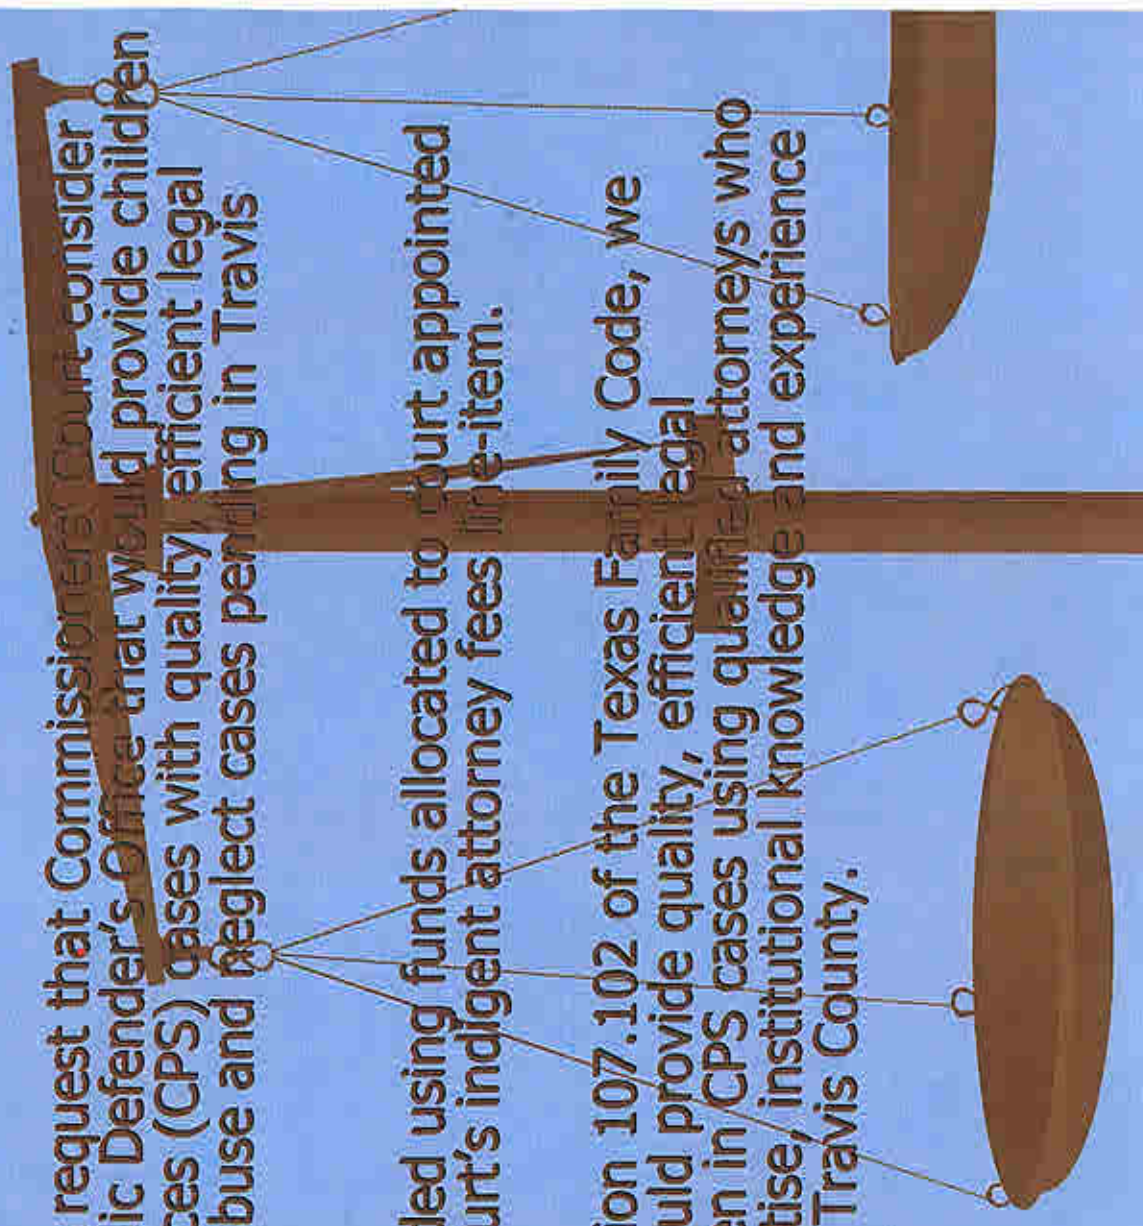 request that Commissioners' Court consider
ic Defender's Office that would provide children
ces (CPS) cases with quality, efficient legal
buse and neglect cases pending in Travis
led using funds allocated to court appointed
urt's indigent attorney fees line-item.
ion 107.102 of the Texas Family Code, we
uld provide quality, efficient legal
en in CPS cases using qualified attorneys who
tise, institutional knowledge and experience
Travis County.